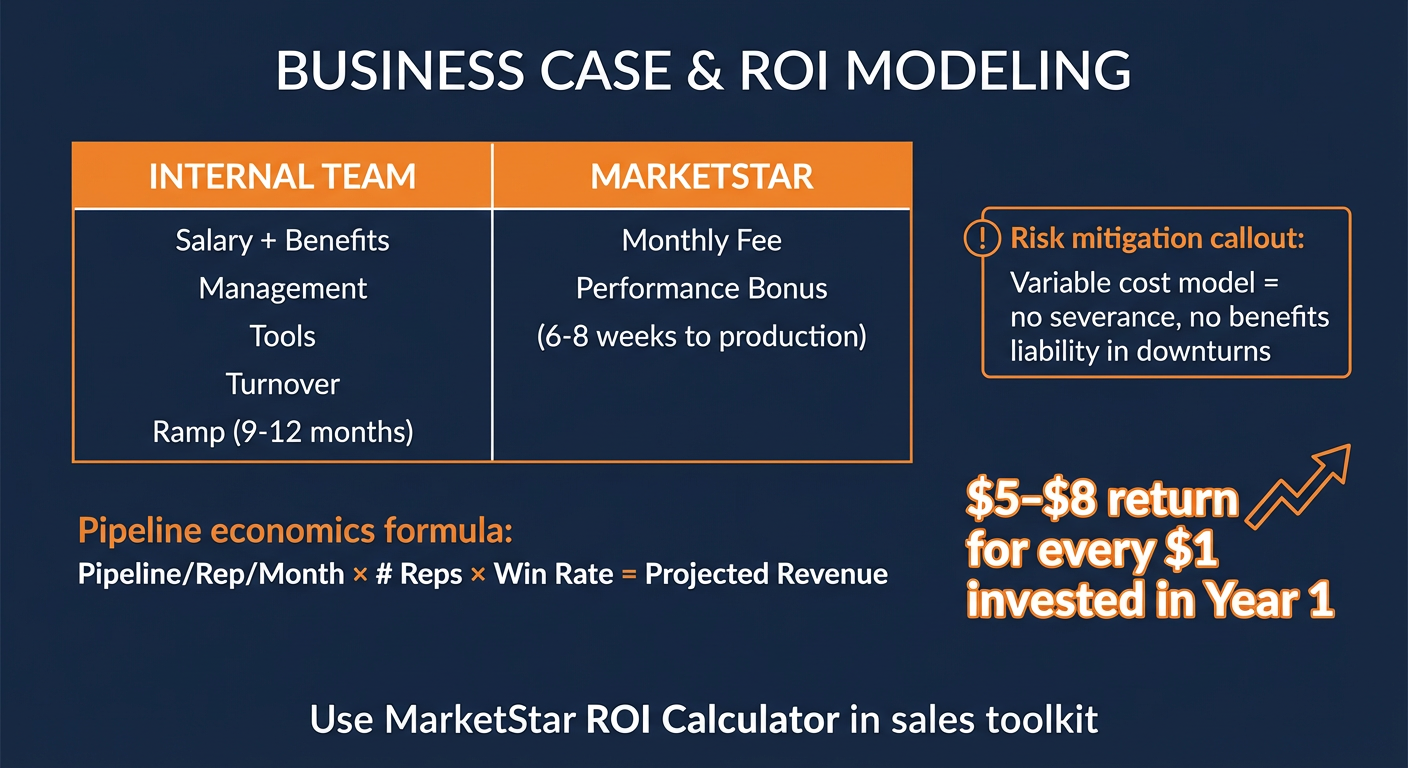 BUSINESS CASE & ROI MODELING
INTERNAL TEAM
Salary + Benefits
Management
Tools
Turnover
Ramp (9-12 months)
MARKETSTAR
Monthly Fee
Performance Bonus
(6-8 weeks to production)
! Risk mitigation callout:
Variable cost model =
no severance, no benefits
liability in downturns
Pipeline economics formula:
Pipeline/Rep/Month × # Reps × Win Rate = Projected Revenue
$5–$8 return
for every $1
invested in Year 1
Use MarketStar ROI Calculator in sales toolkit